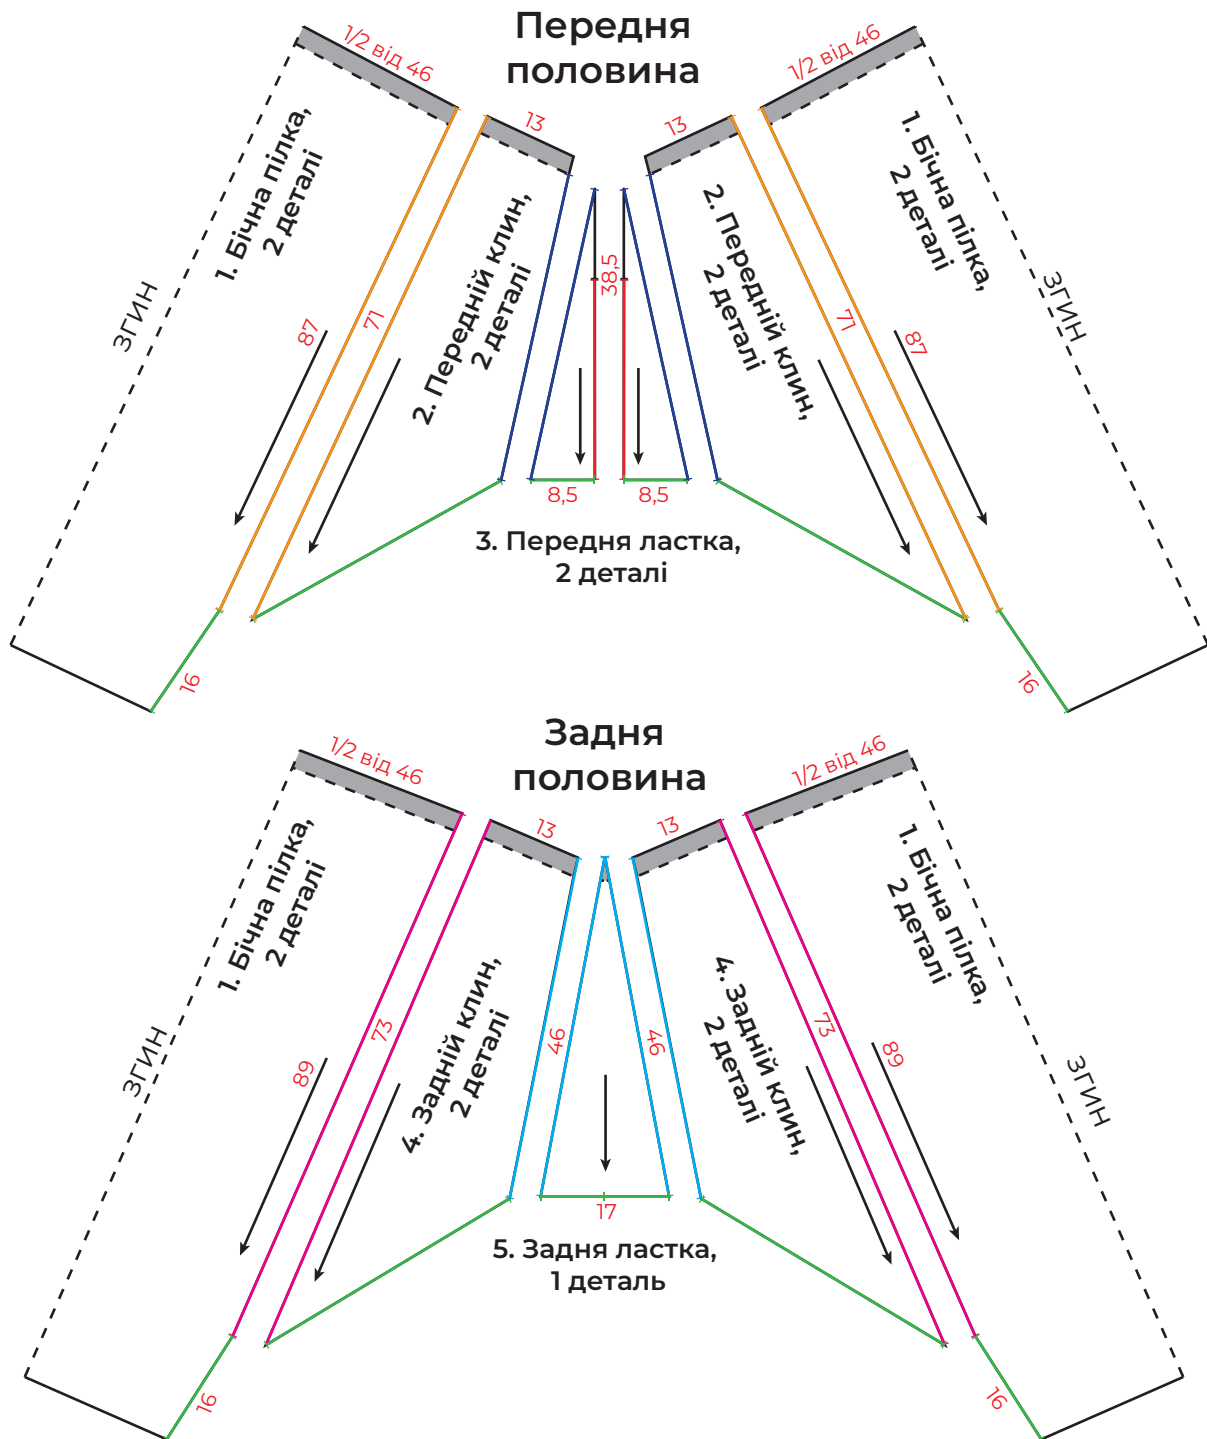 Передня
половина
1/2 від 46
13
13
1/2 від 46
1. Бічна пілка,
2 деталі
2. Передній клин,
2 деталі
38,5
2. Передній клин,
2 деталі
1. Бічна пілка,
2 деталі
ЗГИН
87
71
71
87
ЗГИН
8,5
8,5
3. Передня ластка,
2 деталі
16
16
Задня
половина
1/2 від 46
13
13
1/2 від 46
1. Бічна пілка,
2 деталі
4. Задній клин,
2 деталі
4. Задній клин,
2 деталі
1. Бічна пілка,
2 деталі
ЗГИН
89
73
46
46
73
89
ЗГИН
17
5. Задня ластка,
1 деталь
16
16